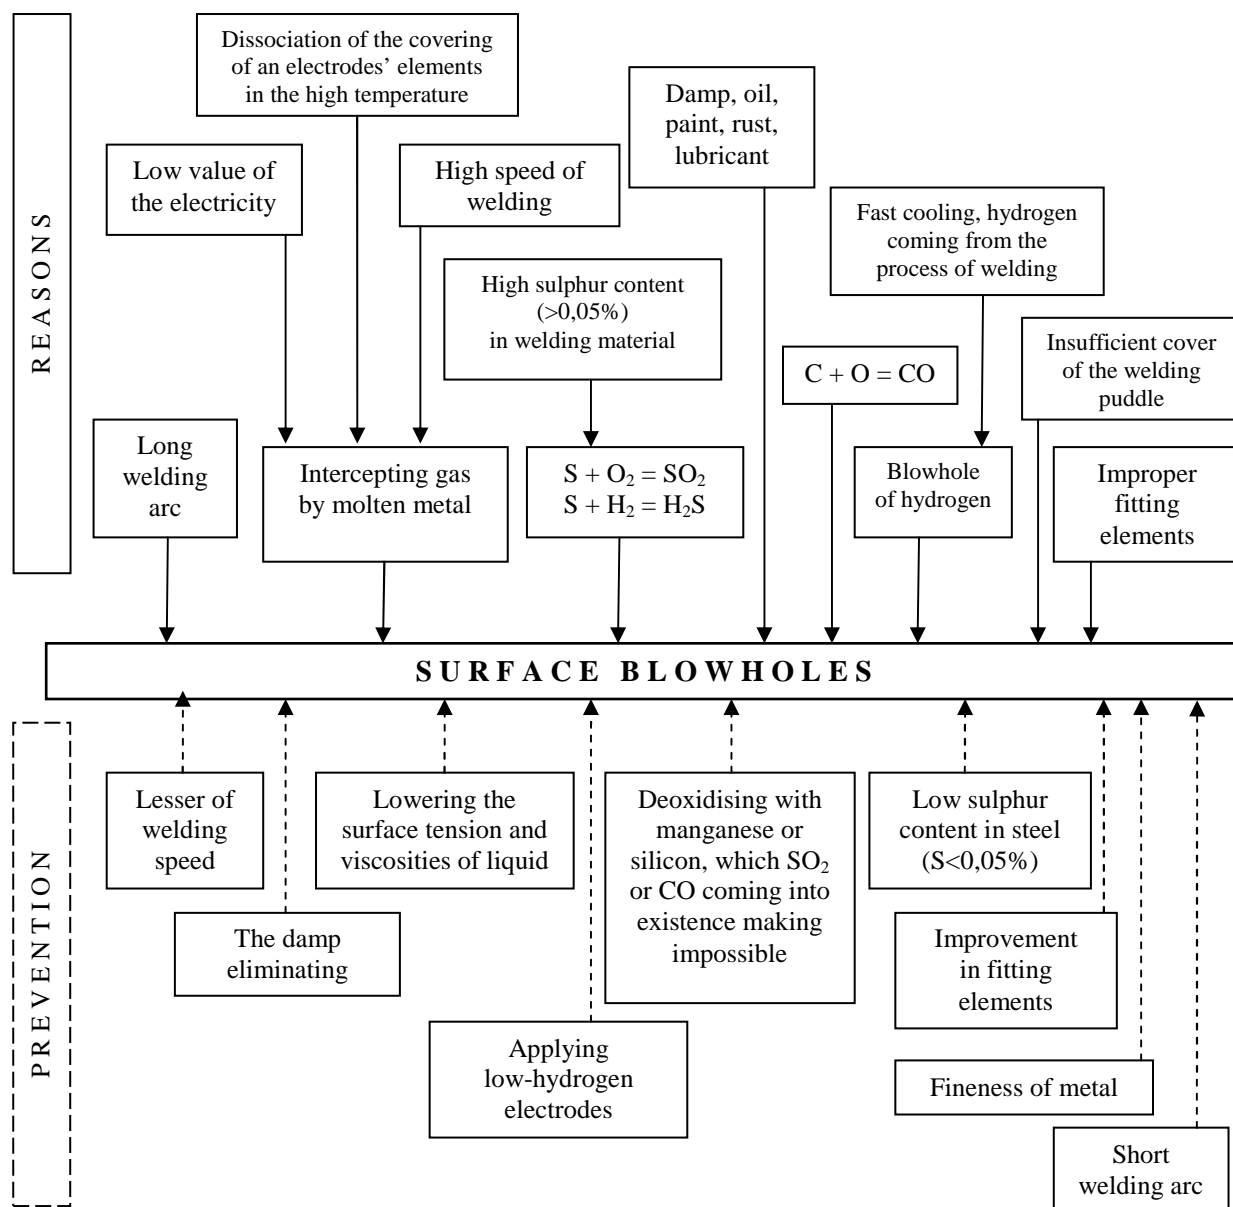 REASONS
Dissociation of the covering
of an electrodes’ elements
in the high temperature
Damp, oil,
paint, rust,
lubricant
Low value of
the electricity
High speed of
welding
Fast cooling, hydrogen
coming from the
process of welding
High sulphur content
(>0,05%)
in welding material
Insufficient cover
of the welding
puddle
C + O = CO
Long
welding
arc
Intercepting gas
by molten metal
S + O₂ = SO₂
S + H₂ = H₂S
Blowhole
of hydrogen
Improper
fitting
elements
SURFACE BLOWHOLES
PREVENTION
Lesser of
welding
speed
Lowering the
surface tension and
viscosities of liquid
Deoxidising with
manganese or
silicon, which SO₂
or CO coming into
existence making
impossible
Low sulphur
content in steel
(S<0,05%)
The damp
eliminating
Improvement
in fitting
elements
Applying
low-hydrogen
electrodes
Fineness of metal
Short
welding arc